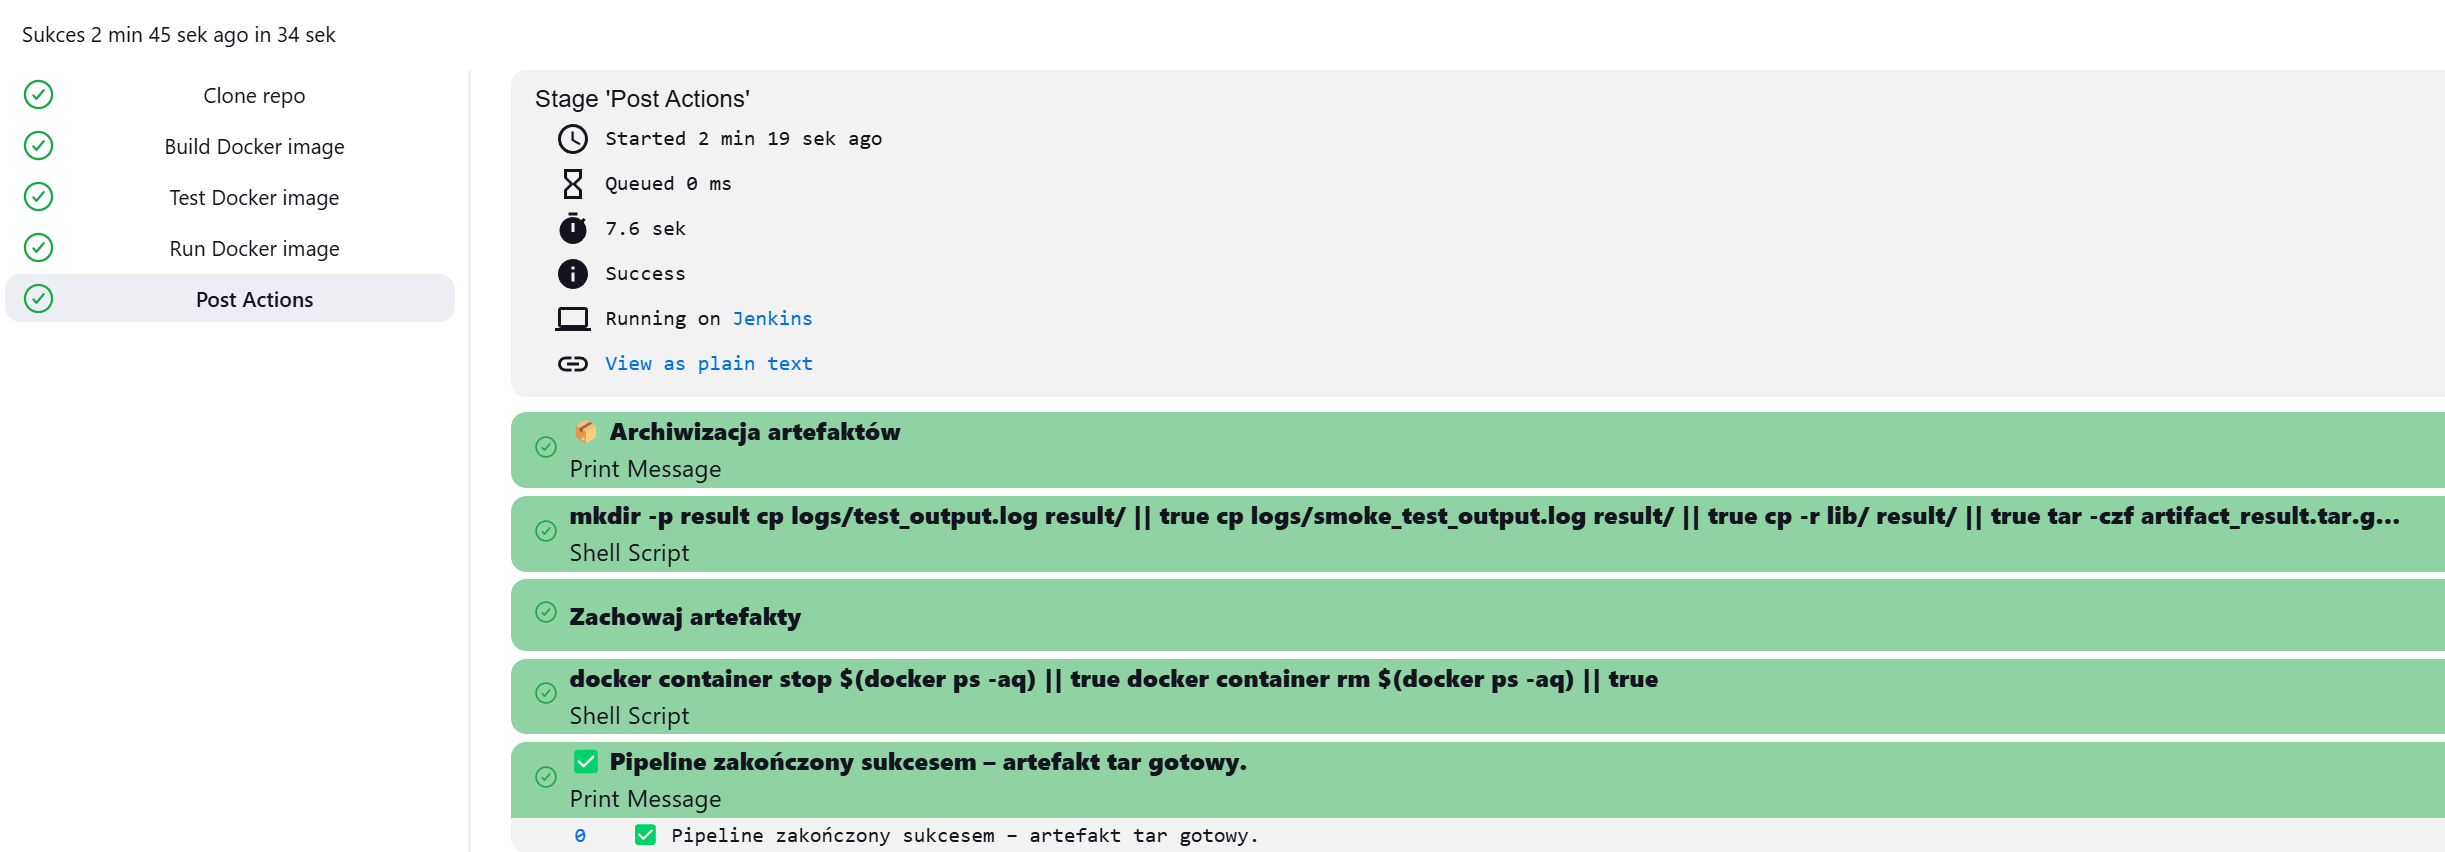 Sukces 2 min 45 sek ago in 34 sek
Clone repo
Build Docker image
Test Docker image
Run Docker image
Post Actions
Stage 'Post Actions'
Started 2 min 19 sek ago
Queued 0 ms
7.6 sek
Success
Running on Jenkins
View as plain text
📦 Archiwizacja artefaktów
Print Message
mkdir -p result cp logs/test_output.log result/ || true cp logs/smoke_test_output.log result/ || true cp -r lib/ result/ || true tar -czf artifact_result.tar.g...
Shell Script
Zachowaj artefakty
docker container stop $(docker ps -aq) || true docker container rm $(docker ps -aq) || true
Shell Script
✅ Pipeline zakończony sukcesem – artefakt tar gotowy.
Print Message
0 ✅ Pipeline zakończony sukcesem – artefakt tar gotowy.